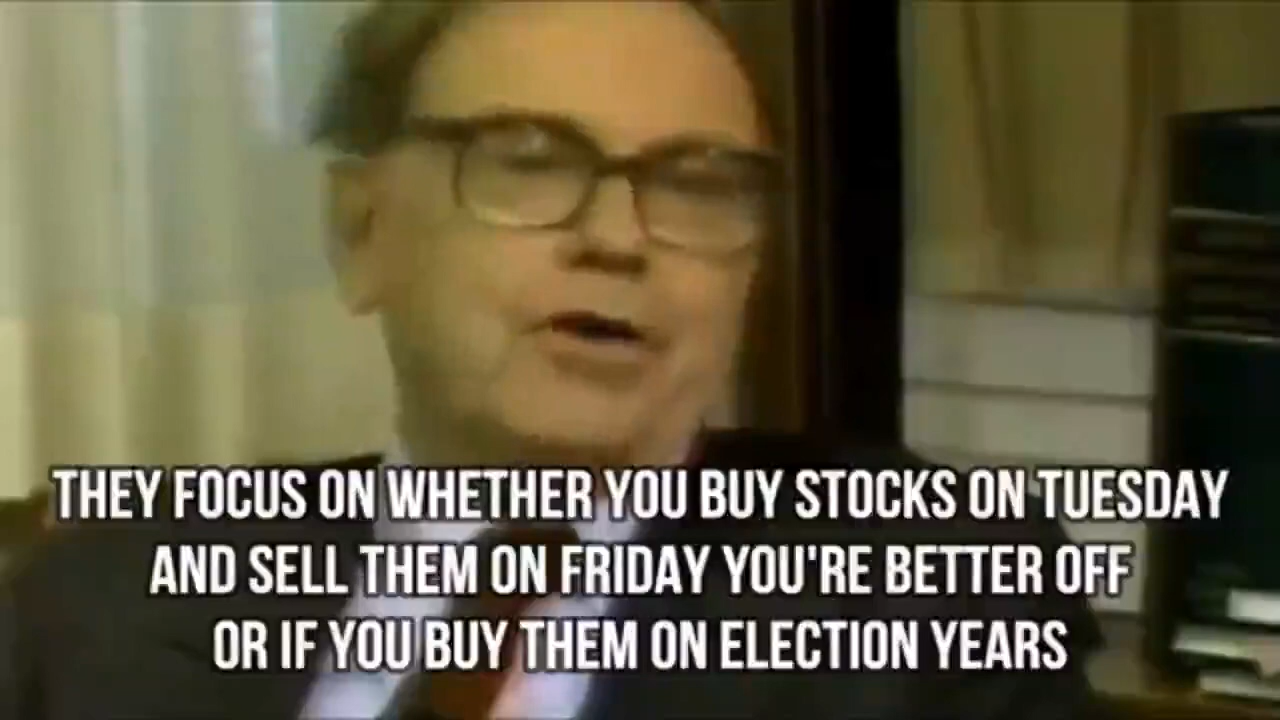 THEY FOCUS ON WHETHER YOU BUY STOCKS ON TUESDAY
AND SELL THEM ON FRIDAY YOU'RE BETTER OFF
OR IF YOU BUY THEM ON ELECTION YEARS